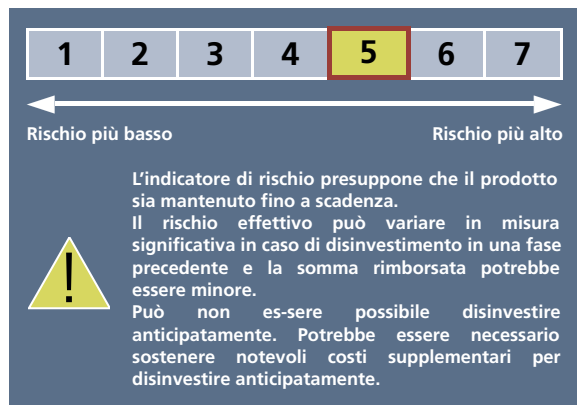 1 2 3 4 5 6 7
Rischio più basso Rischio più alto
L'indicatore di rischio presuppone che il prodotto
sia mantenuto fino a scadenza.
Il rischio effettivo può variare in misura
significativa in caso di disinvestimento in una fase
precedente e la somma rimborsata potrebbe
essere minore.
Può non es-sere possibile disinvestire
anticipatamente. Potrebbe essere necessario
sostenere notevoli costi supplementari per
disinvestire anticipatamente.
!